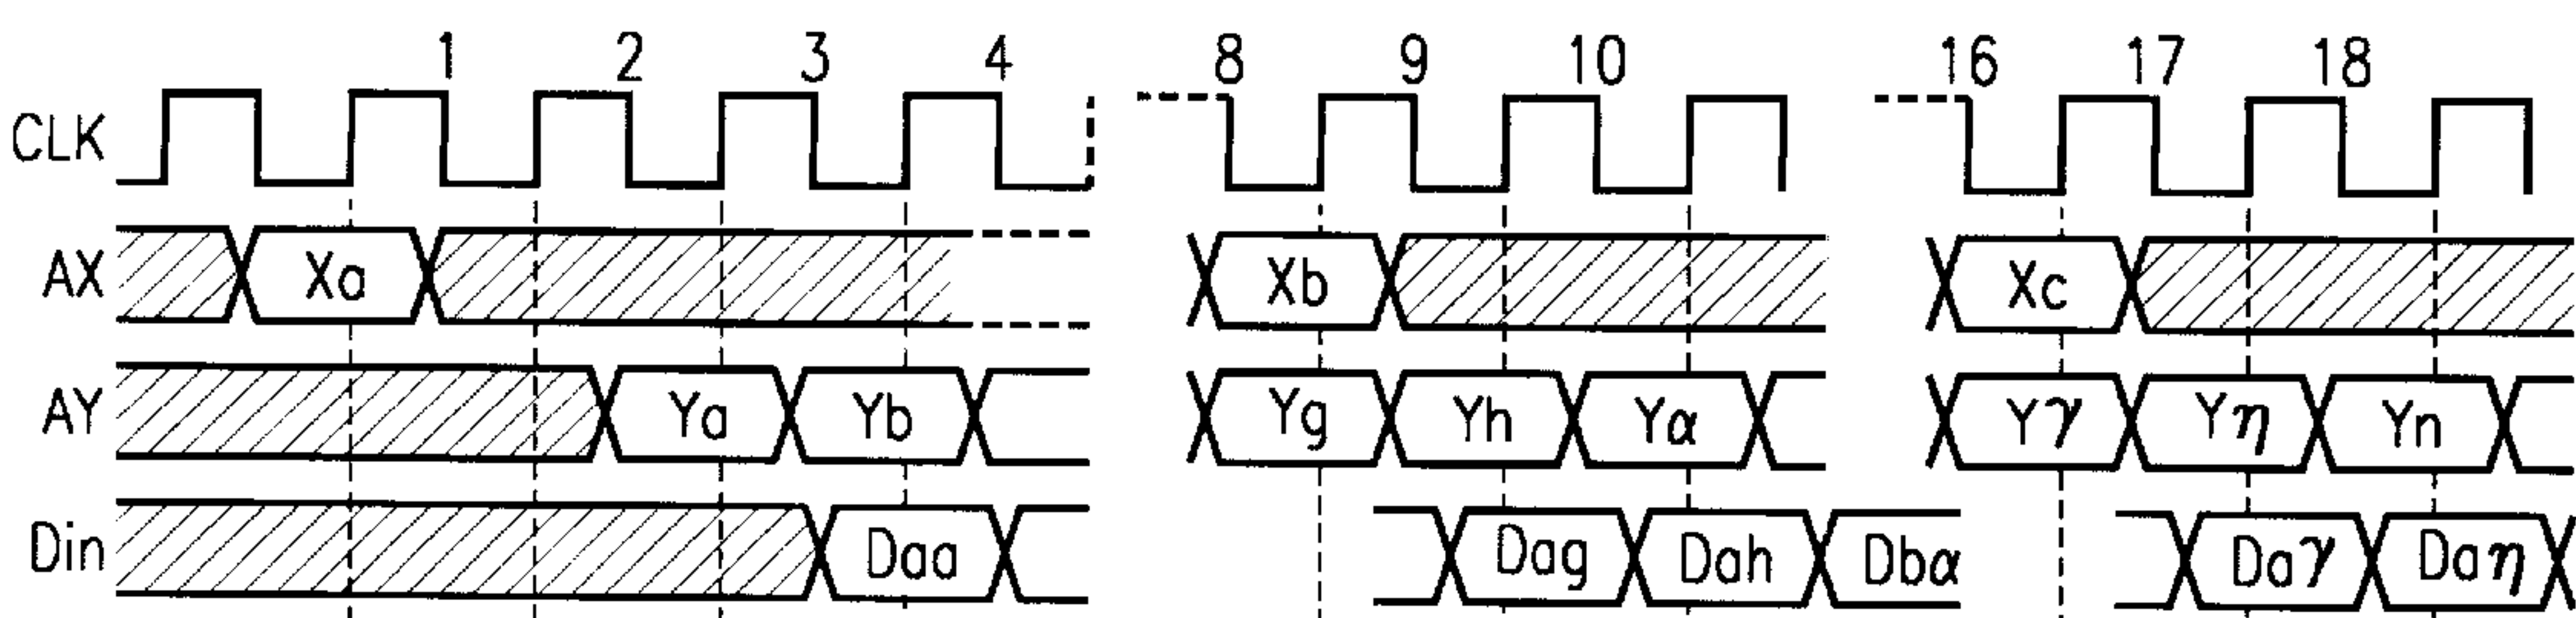 1 2 3 4 8 9 10 16 17 18
CLK
AX Xa Xb Xc
AY Ya Yb Yg Yh Yα Yγ Yη Yn
Din Daa Dag Dah Dbα Daγ Daη